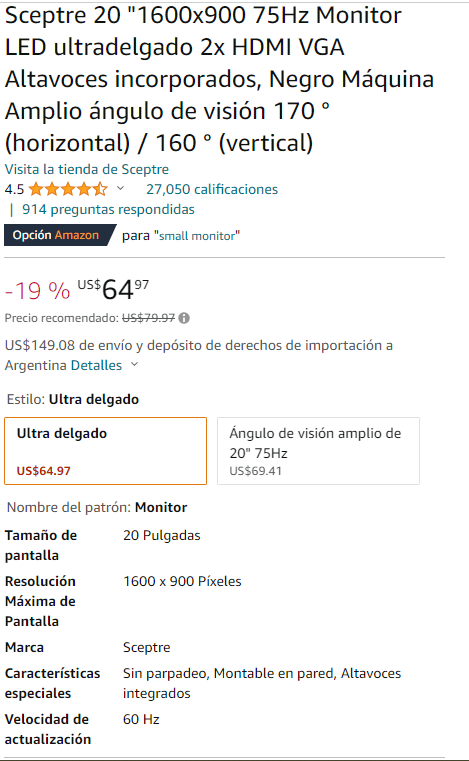 Sceptre 20 "1600x900 75Hz Monitor
LED ultradelgado 2x HDMI VGA
Altavoces incorporados, Negro Máquina
Amplio ángulo de visión 170 °
(horizontal) / 160 ° (vertical)
Visita la tienda de Sceptre
4.5 27,050 calificaciones
| 914 preguntas respondidas
Opción Amazon para "small monitor"
-19 % US$6497
Precio recomendado: US$79.97
US$149.08 de envío y depósito de derechos de importación a
Argentina Detalles
Estilo: Ultra delgado
Ultra delgado
US$64.97
Ángulo de visión amplio de
20" 75Hz
US$69.41
Nombre del patrón: Monitor
Tamaño de 20 Pulgadas
pantalla
Resolución 1600 x 900 Píxeles
Máxima de
Pantalla
Marca Sceptre
Características Sin parpadeo, Montable en pared, Altavoces
especiales integrados
Velocidad de 60 Hz
actualización